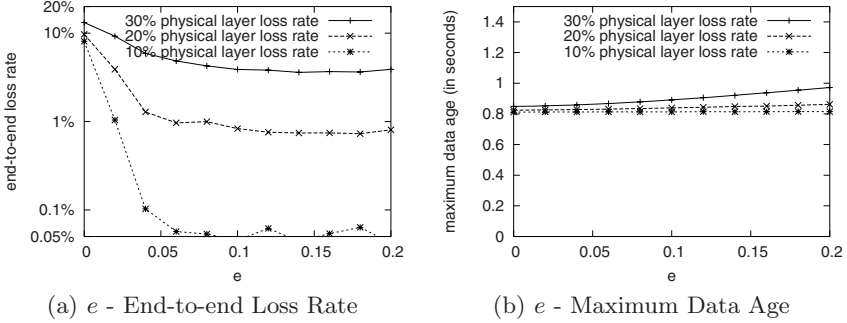 20%
10%
1%
0.1%
0.05%
0
0.05
0.1
0.15
0.2
end-to-end loss rate
e
30% physical layer loss rate
20% physical layer loss rate
10% physical layer loss rate
(a) e - End-to-end Loss Rate
1.4
1.2
1
0.8
0.6
0.4
0.2
0
0
0.05
0.1
0.15
0.2
maximum data age (in seconds)
e
30% physical layer loss rate
20% physical layer loss rate
10% physical layer loss rate
(b) e - Maximum Data Age